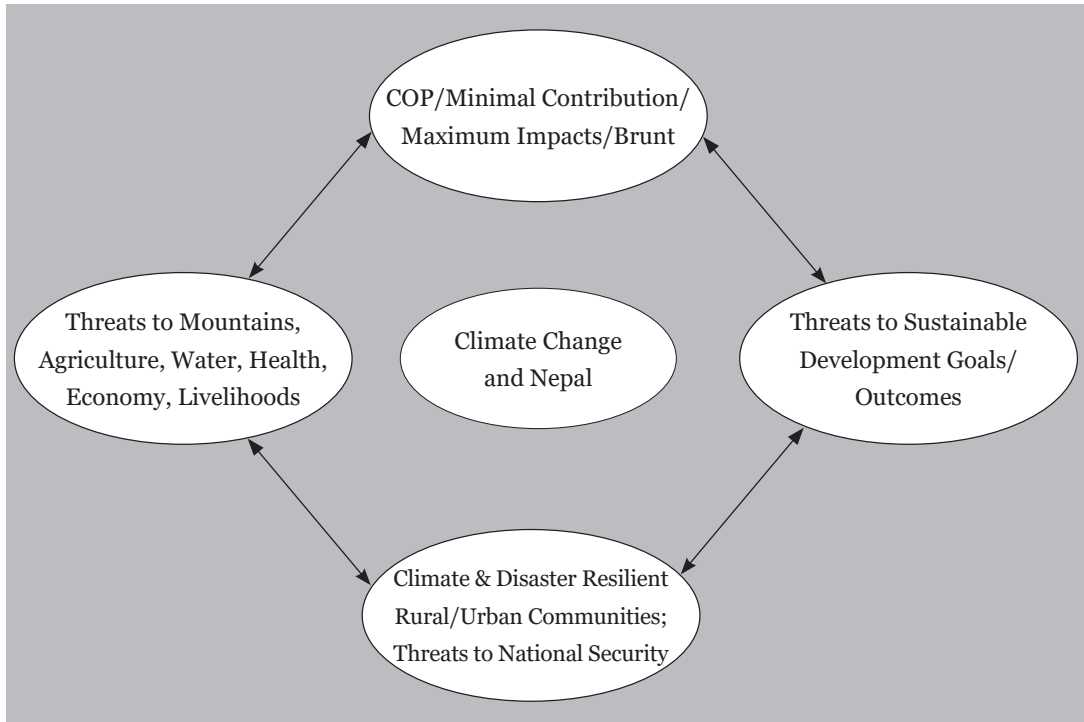 COP/Minimal Contribution/
Maximum Impacts/Brunt
Threats to Mountains,
Agriculture, Water, Health,
Economy, Livelihoods
Climate Change
and Nepal
Threats to Sustainable
Development Goals/
Outcomes
Climate & Disaster Resilient
Rural/Urban Communities;
Threats to National Security